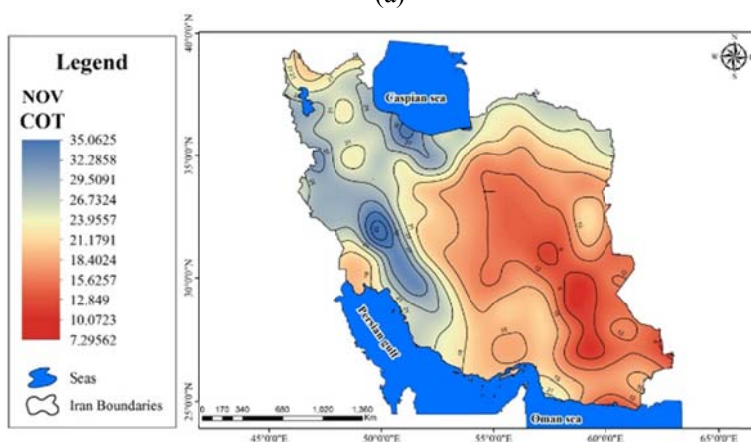 (a)
Legend
NOV
COT
35.0625
32.2858
29.5091
26.7324
23.9557
21.1791
18.4024
15.6257
12.849
10.0723
7.29562
Seas
Iran Boundaries
40°0'0"N
35°0'0"N
30°0'0"N
25°0'0"N
Caspian sea
Persian gulf
Oman sea
N
W
S
0 170 340 680 1,020 1,360
Km
45°0'0"E 50°0'0"E 55°0'0"E 60°0'0"E 65°0'0"E